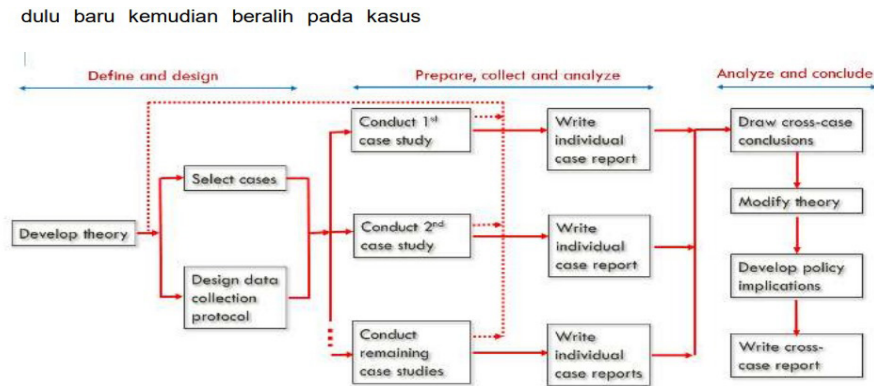 dulu baru kemudian beralih pada kasus
Define and design
Prepare, collect and analyze
Analyze and conclude
Develop theory
Select cases
Design data
collection
protocol
Conduct 1st
case study
Conduct 2nd
case study
Conduct
remaining
case studies
Write
individual
case report
Write
individual
case report
Write
individual
case reports
Draw cross-case
conclusions
Modify theory
Develop policy
implications
Write cross-
case report